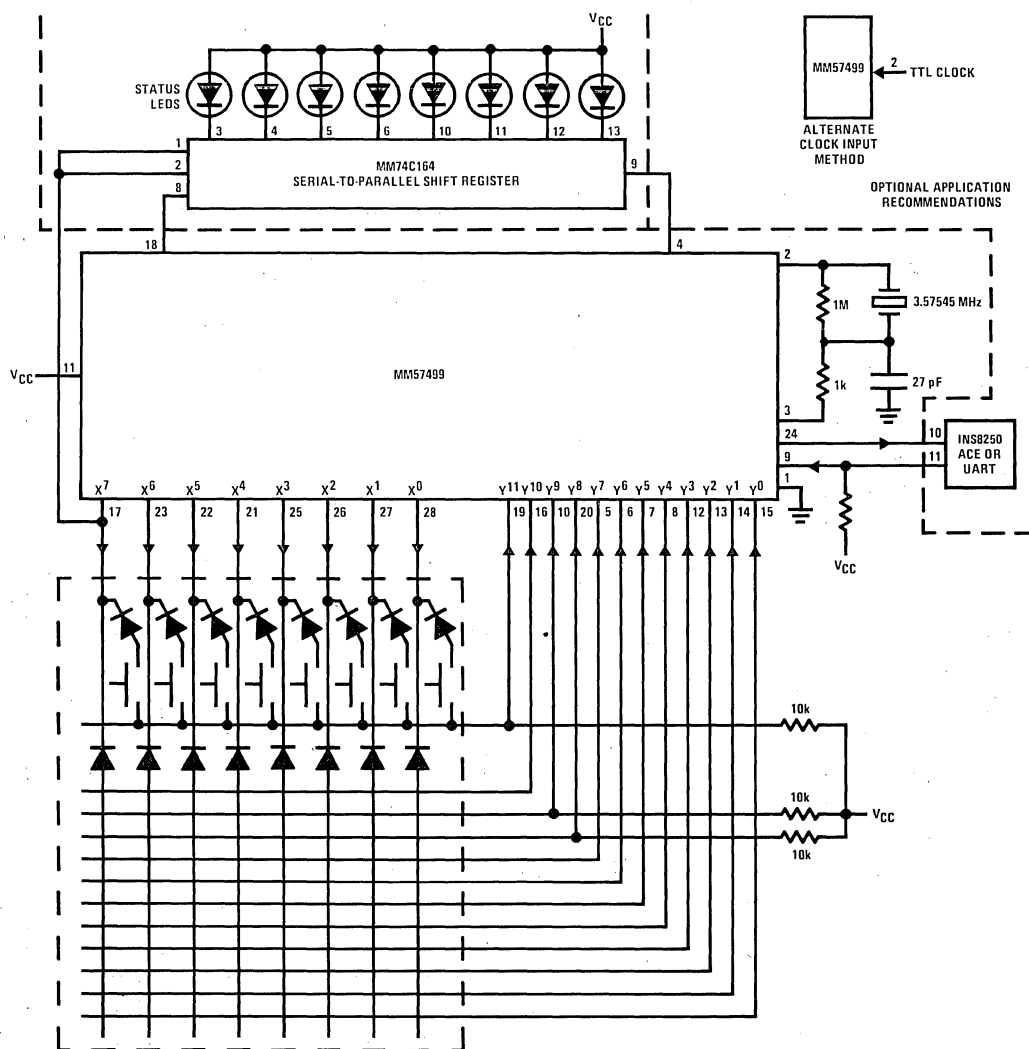 VCC
STATUS
LEDS
3 4 5 6 10 11 12 13
1
2
8
MM74C164
SERIAL-TO-PARALLEL SHIFT REGISTER
9
MM57499
2
TTL CLOCK
ALTERNATE
CLOCK INPUT
METHOD
OPTIONAL APPLICATION
RECOMMENDATIONS
18
4
2
1M
3.57545 MHz
1k
27 pF
3
VCC
11
MM57499
24
9
1
10
11
INS8250
ACE OR
UART
VCC
X7 X6 X5 X4 X3 X2 X1 X0 Y11 Y10 Y9 Y8 Y7 Y6 Y5 Y4 Y3 Y2 Y1 Y0
17 23 22 21 25 26 27 28 19 16 10 20 5 6 7 8 12 13 14 15
10k
10k
VCC
10k